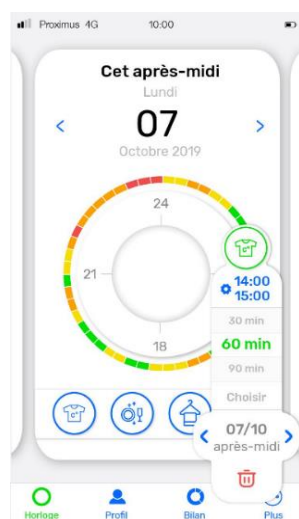 Proximus 4G 10:00
Cet après-midi
Lundi
< 07 >
Octobre 2019
24
21
18
14:00
15:00
30 min
60 min
90 min
Choisir
< 07/10 >
après-midi
Horloge Profil Bilan Plus